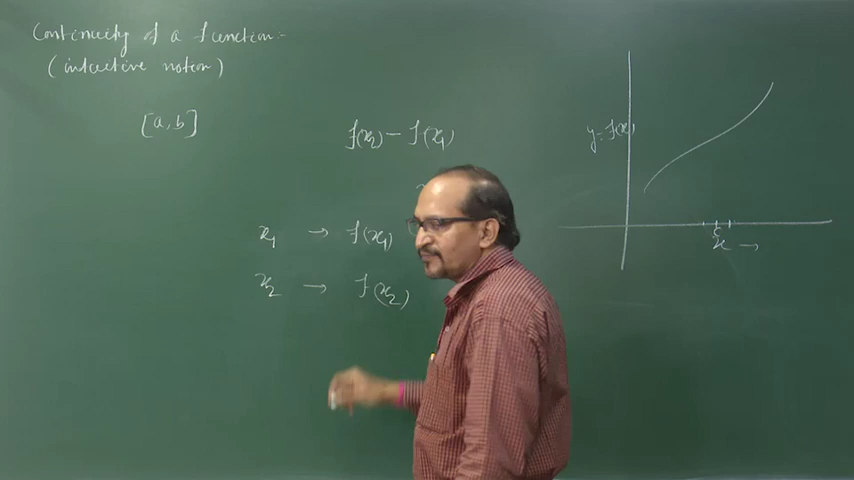 Continuity of a function:-
(intuitive notion)
[a, b]
f(x₂) - f(x₁)
x₁ → f(x₁)
x₂ → f(x₂)
y = f(x)
c
x →